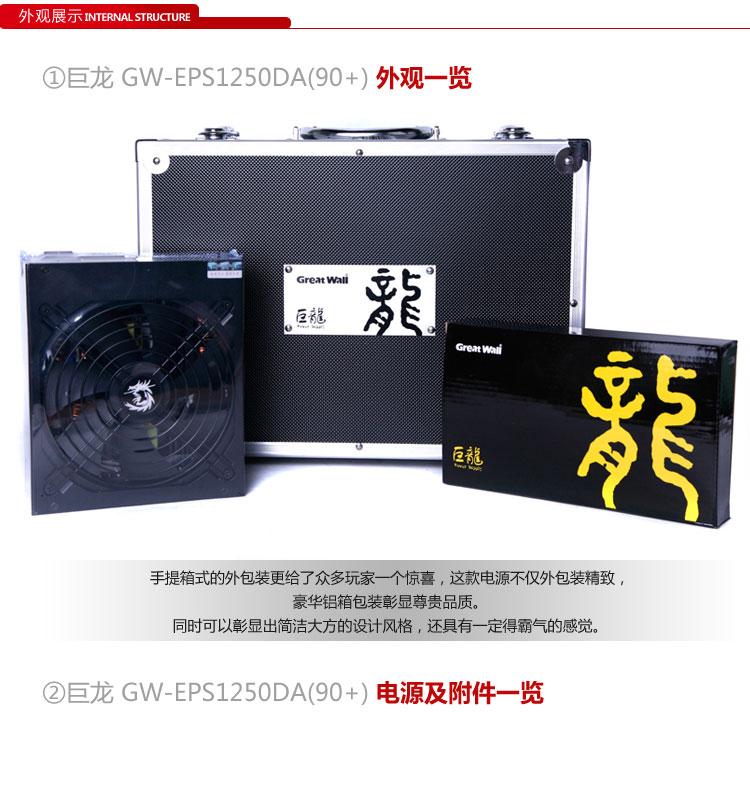 外观展示 INTERNAL STRUCTURE
①巨龙 GW-EPS1250DA(90+) 外观一览
Great Wall
龍
巨龍
POWER SUPPLY
Great Wall
龍
巨龍
POWER SUPPLY
手提箱式的外包装更给了众多玩家一个惊喜，这款电源不仅外包装精致，
豪华铝箱包装彰显尊贵品质。
同时可以彰显出简洁大方的设计风格，还具有一定得霸气的感觉。
②巨龙 GW-EPS1250DA(90+) 电源及附件一览